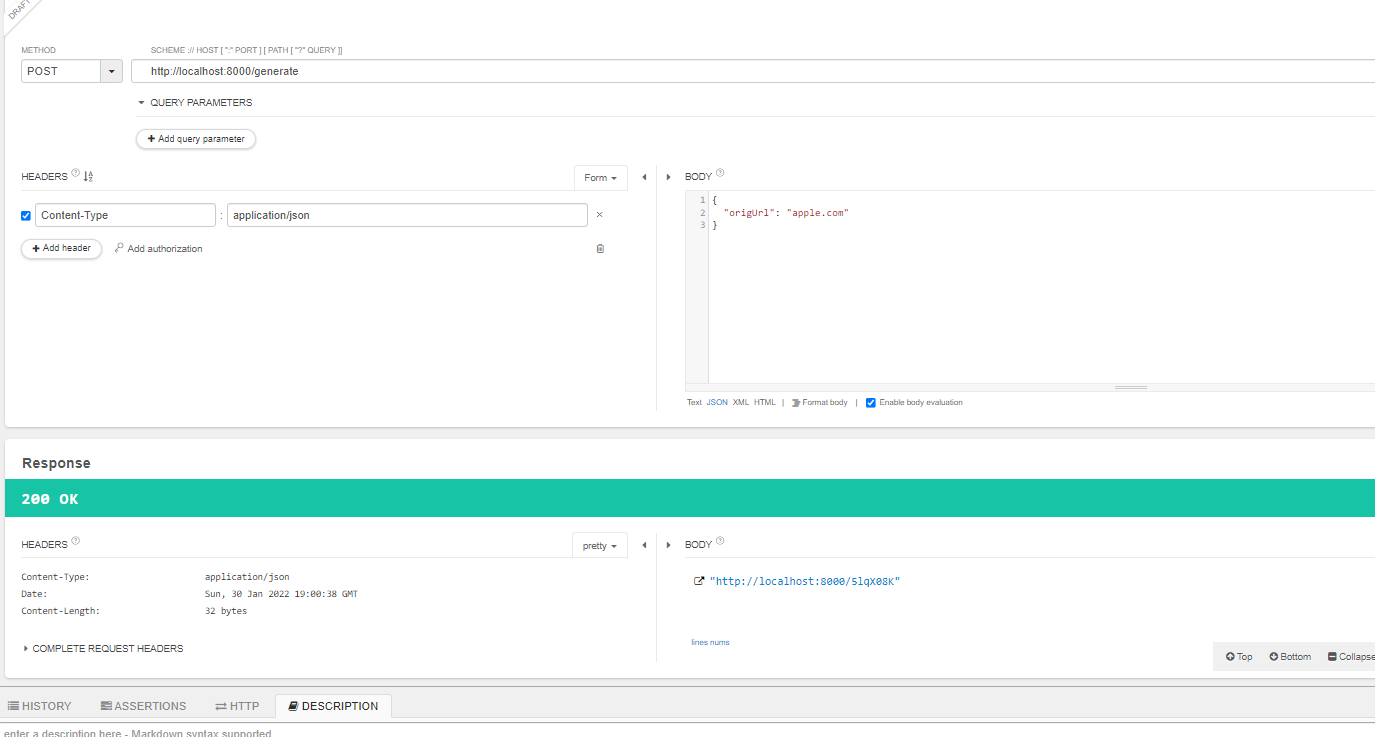 DRAFT
METHOD
SCHEME :// HOST [ ":" PORT ] [ PATH [ "?" QUERY ]]
POST
http://localhost:8000/generate
QUERY PARAMETERS
+ Add query parameter
HEADERS ?
Form
BODY ?
Content-Type : application/json ×
+ Add header
Add authorization
1 {
2 "origUrl": "apple.com"
3 }
Text JSON XML HTML | Format body | Enable body evaluation
Response
200 OK
HEADERS ?
pretty
BODY ?
Content-Type: application/json
Date: Sun, 30 Jan 2022 19:00:38 GMT
Content-Length: 32 bytes
COMPLETE REQUEST HEADERS
"http://localhost:8000/5lqX08K"
lines nums
Top Bottom Collapse
HISTORY ASSERTIONS HTTP DESCRIPTION
enter a description here - Markdown syntax supported